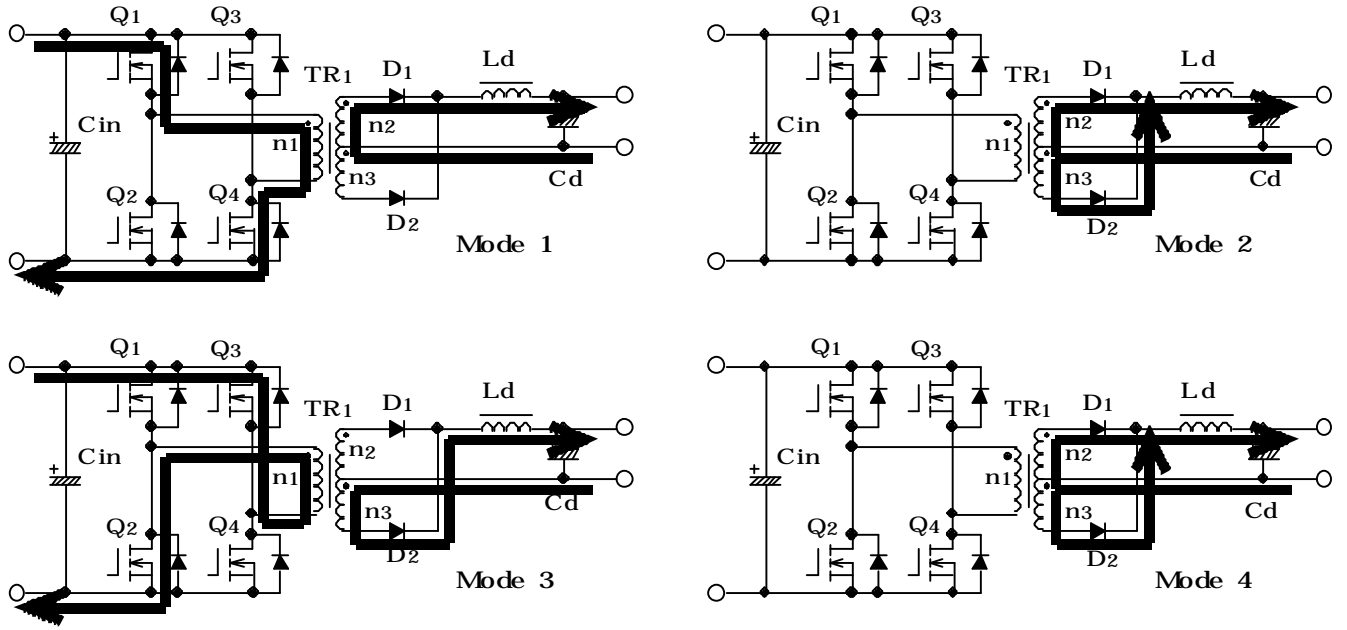 Q1
Q3
TR1
D1
Ld
Cin
n1
n2
n3
Q2
Q4
D2
Cd
Mode 1
Q1
Q3
TR1
D1
Ld
Cin
n1
n2
n3
Q2
Q4
D2
Cd
Mode 2
Q1
Q3
TR1
D1
Ld
Cin
n1
n2
n3
Q2
Q4
D2
Cd
Mode 3
Q1
Q3
TR1
D1
Ld
Cin
n1
n2
n3
Q2
Q4
D2
Cd
Mode 4